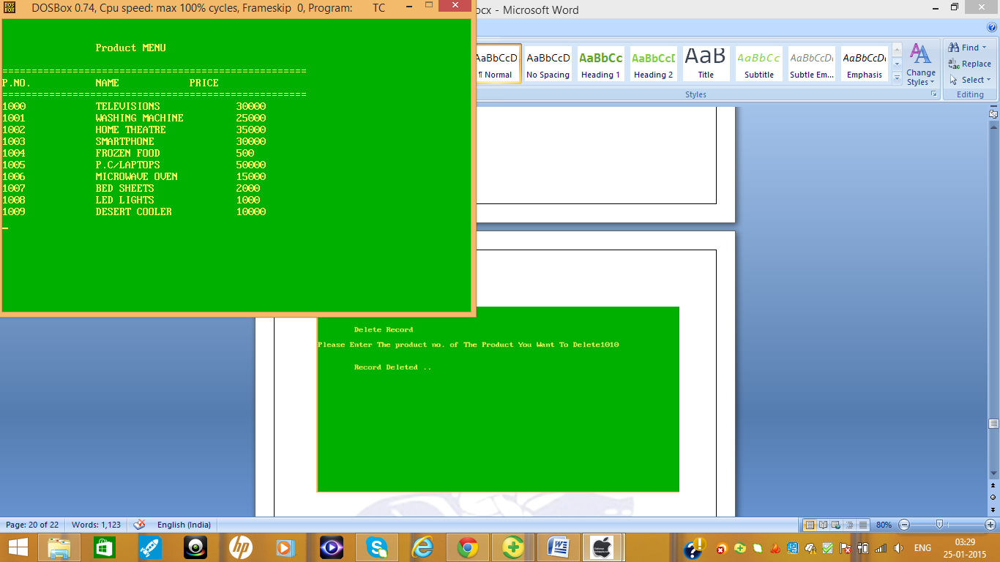 DOS BOX
DOSBox 0.74, Cpu speed: max 100% cycles, Frameskip 0, Program: TC
Product MENU
====================================================
P.NO. NAME PRICE
====================================================
1000 TELEVISIONS 30000
1001 WASHING MACHINE 25000
1002 HOME THEATRE 35000
1003 SMARTPHONE 30000
1004 FROZEN FOOD 500
1005 P.C/LAPTOPS 50000
1006 MICROWAVE OVEN 15000
1007 BED SHEETS 2000
1008 LED LIGHTS 1000
1009 DESERT COOLER 10000
ocx - Microsoft Word
AaBbCcD AaBbCcD AaBbCc AaBbCcI AaB AaBbCc AaBbCcD AaBbCcD
¶ Normal No Spacing Heading 1 Heading 2 Title Subtitle Subtle Em... Emphasis
Change Styles
Styles
Find
Replace
Select
Editing
Delete Record
Please Enter The product no. of The Product You Want To Delete1010
Record Deleted ..
Page: 20 of 22 Words: 1,123 English (India) 80%
hp
ENG
03:29
25-01-2015